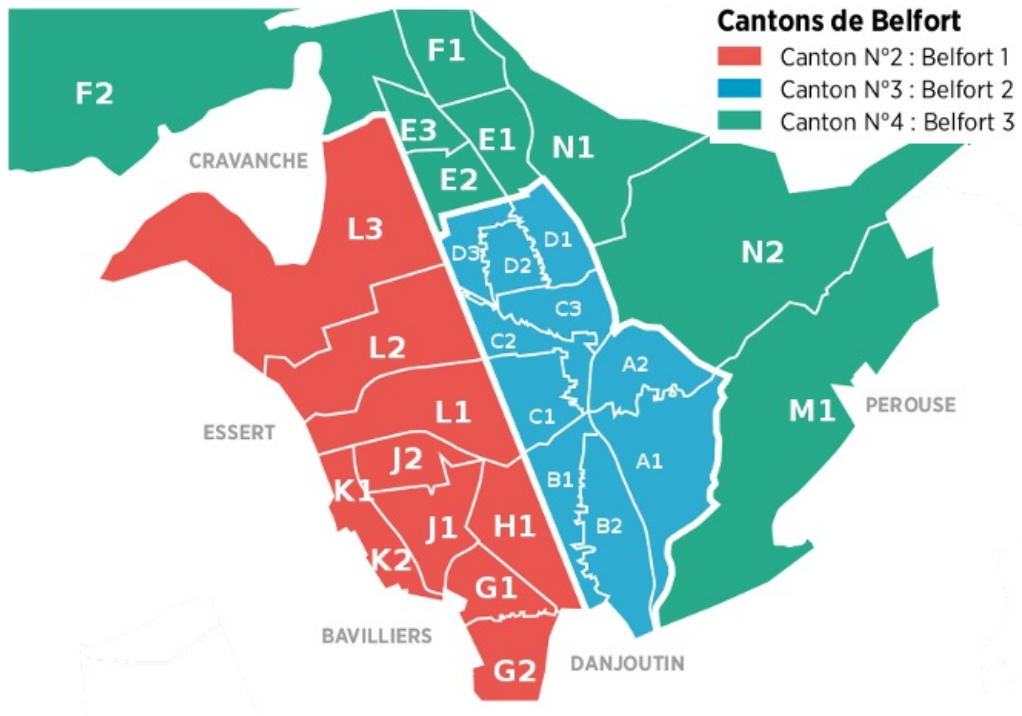 Cantons de Belfort
Canton N°2 : Belfort 1
Canton N°3 : Belfort 2
Canton N°4 : Belfort 3
F1
F2
E3
E1
N1
CRAVANCHE
E2
L3
D3
D2
D1
N2
C3
L2
C2
A2
L1
C1
M1
PEROUSE
ESSERT
J2
A1
K1
B1
J1
H1
B2
K2
G1
BAVILLIERS
G2
DANJOUTIN